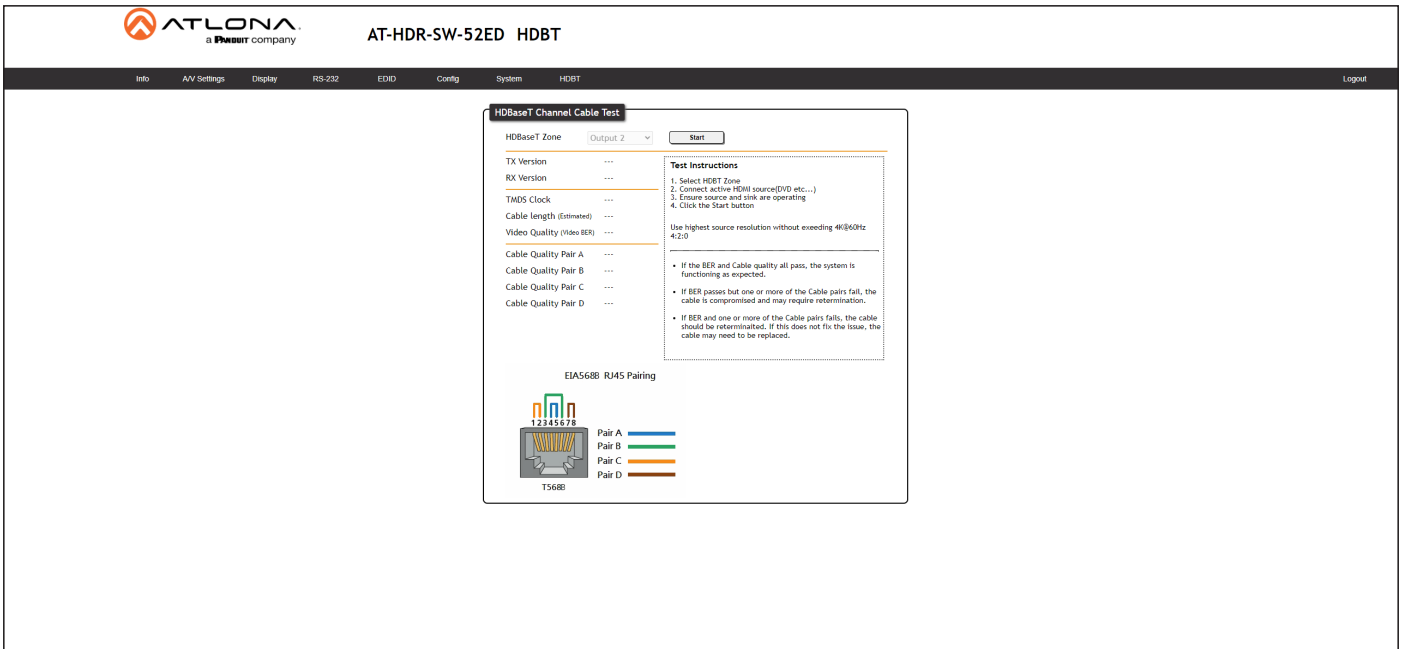 ATLONA.
a PANDUIT company
AT-HDR-SW-52ED HDBT
Info A/V Settings Display RS-232 EDID Config System HDBT Logout
HDBaseT Channel Cable Test
HDBaseT Zone Output 2 Start
TX Version ---
RX Version ---
TMDS Clock ---
Cable length (Estimated) ---
Video Quality (Video BER) ---
Cable Quality Pair A ---
Cable Quality Pair B ---
Cable Quality Pair C ---
Cable Quality Pair D ---
Test Instructions
1. Select HDBT Zone
2. Connect active HDMI source(DVD etc...)
3. Ensure source and sink are operating
4. Click the Start button
Use highest source resolution without exeeding 4K@60Hz
4:2:0
• If the BER and Cable quality all pass, the system is
functioning as expected.
• If BER passes but one or more of the Cable pairs fail, the
cable is compromised and may require retermination.
• If BER and one or more of the Cable pairs fails, the cable
should be reterminaited. If this does not fix the issue, the
cable may need to be replaced.
EIA568B RJ45 Pairing
12345678
Pair A
Pair B
Pair C
Pair D
T568B